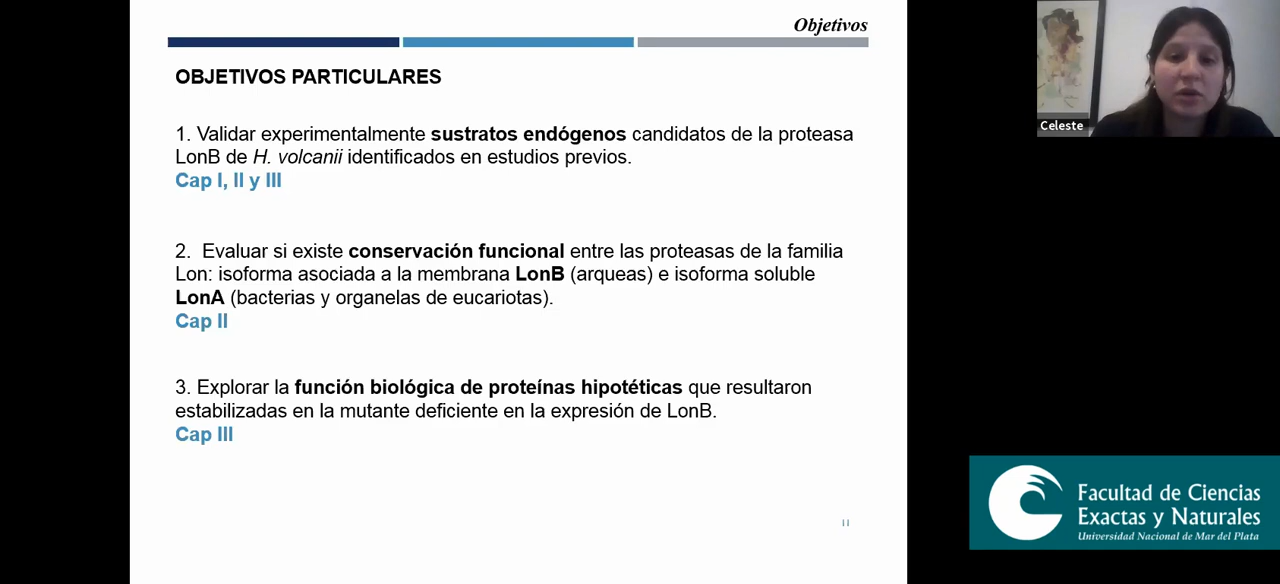 Objetivos
OBJETIVOS PARTICULARES
1. Validar experimentalmente sustratos endógenos candidatos de la proteasa
LonB de H. volcanii identificados en estudios previos.
Cap I, II y III
2. Evaluar si existe conservación funcional entre las proteasas de la familia
Lon: isoforma asociada a la membrana LonB (arqueas) e isoforma soluble
LonA (bacterias y organelas de eucariotas).
Cap II
3. Explorar la función biológica de proteínas hipotéticas que resultaron
estabilizadas en la mutante deficiente en la expresión de LonB.
Cap III
11
Celeste
Facultad de Ciencias
Exactas y Naturales
Universidad Nacional de Mar del Plata